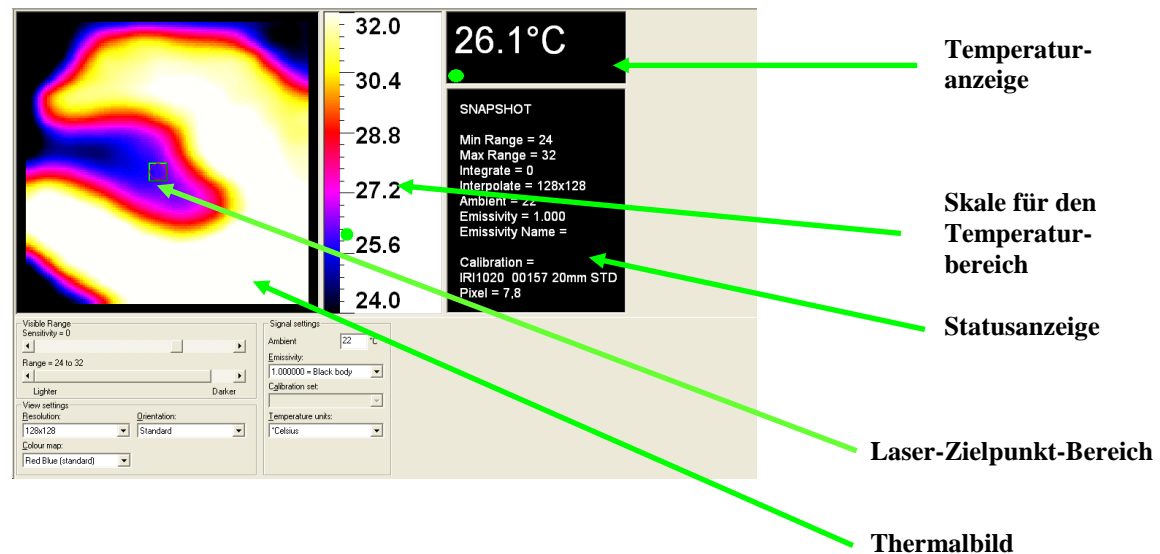 32.0
30.4
28.8
27.2
25.6
24.0
26.1°C
SNAPSHOT
Min Range = 24
Max Range = 32
Integrate = 0
Interpolate = 128x128
Ambient = 22
Emissivity = 1.000
Emissivity Name =
Calibration =
IRI1020 00157 20mm STD
Pixel = 7,8
Temperatur-
anzeige
Skale für den
Temperatur-
bereich
Statusanzeige
Laser-Zielpunkt-Bereich
Thermalbild
Visible Range
Sensitivity = 0
Range = 24 to 32
Lighter Darker
View settings
Resolution: Orientation:
128x128 Standard
Colour map:
Red Blue (standard)
Signal settings
Ambient 22 °C
Emissivity:
1.000000 = Black body
Calibration set:
Temperature units:
°Celsius